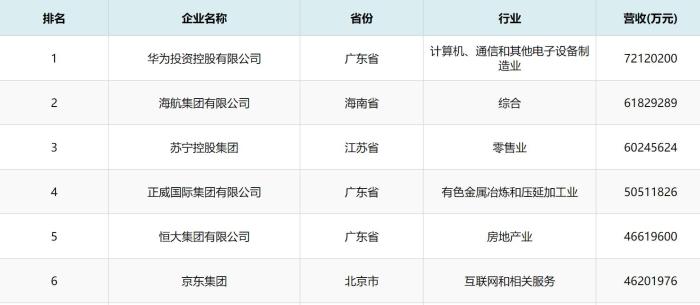 排名 企业名称 省份 行业 营收(万元)
1 华为投资控股有限公司 广东省 计算机、通信和其他电子设备制
造业 72120200
2 海航集团有限公司 海南省 综合 61829289
3 苏宁控股集团 江苏省 零售业 60245624
4 正威国际集团有限公司 广东省 有色金属冶炼和压延加工业 50511826
5 恒大集团有限公司 广东省 房地产业 46619600
6 京东集团 北京市 互联网和相关服务 46201976